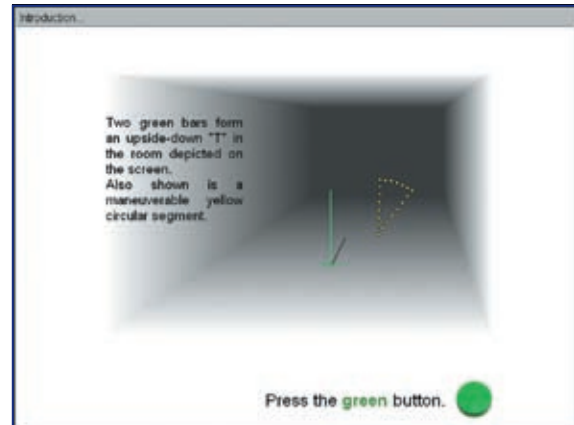 Introduction...
Two green bars form
an upside-down "T" in
the room depicted on
the screen.
Also shown is a
maneuverable yellow
circular segment.
Press the green button.